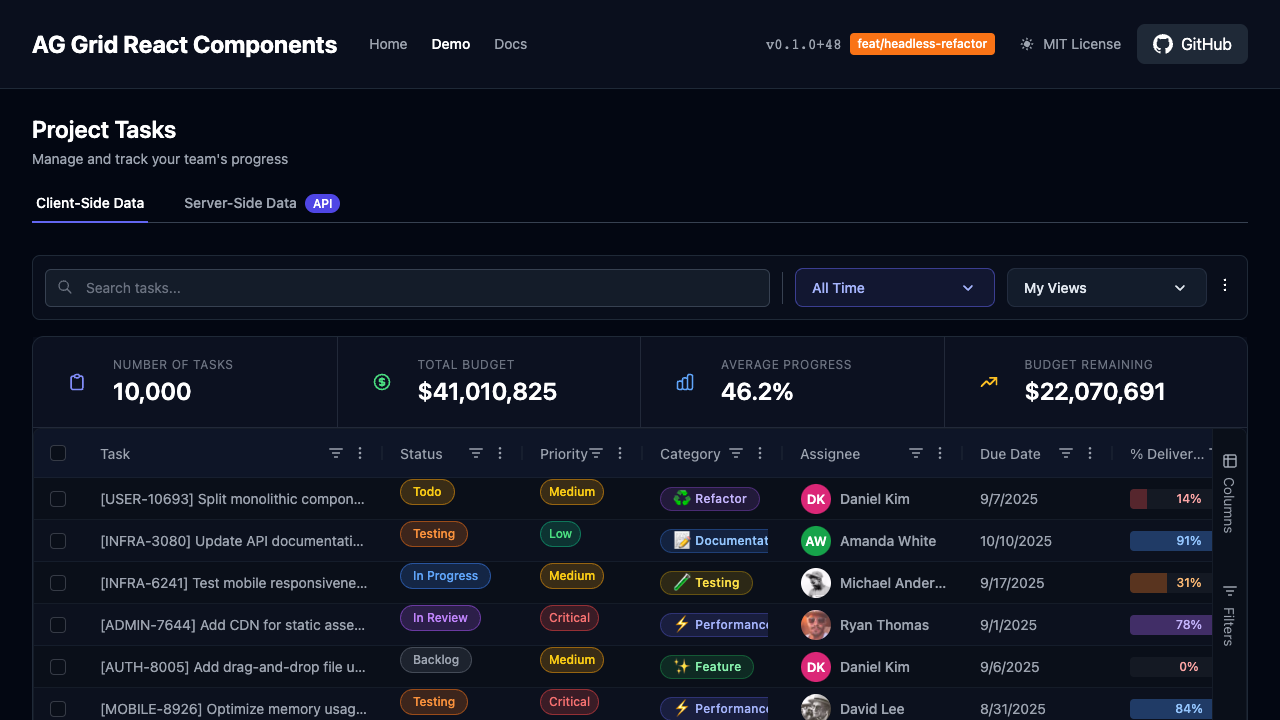 AG Grid React Components
Home
Demo
Docs
v0.1.0+48
feat/headless-refactor
MIT License
GitHub
Project Tasks
Manage and track your team's progress
Client-Side Data
Server-Side Data
API
Search tasks...
All Time
My Views
NUMBER OF TASKS
10,000
TOTAL BUDGET
$41,010,825
AVERAGE PROGRESS
46.2%
BUDGET REMAINING
$22,070,691
Task
Status
Priority
Category
Assignee
Due Date
% Deliver...
[USER-10693] Split monolithic compon... Todo Medium Refactor DK Daniel Kim 9/7/2025 14%
[INFRA-3080] Update API documentati... Testing Low Documentat AW Amanda White 10/10/2025 91%
[INFRA-6241] Test mobile responsivene... In Progress Medium Testing Michael Ander... 9/17/2025 31%
[ADMIN-7644] Add CDN for static asse... In Review Critical Performance Ryan Thomas 9/1/2025 78%
[AUTH-8005] Add drag-and-drop file u... Backlog Medium Feature DK Daniel Kim 9/6/2025 0%
[MOBILE-8926] Optimize memory usag... Testing Critical Performance David Lee 8/31/2025 84%
Columns
Filters